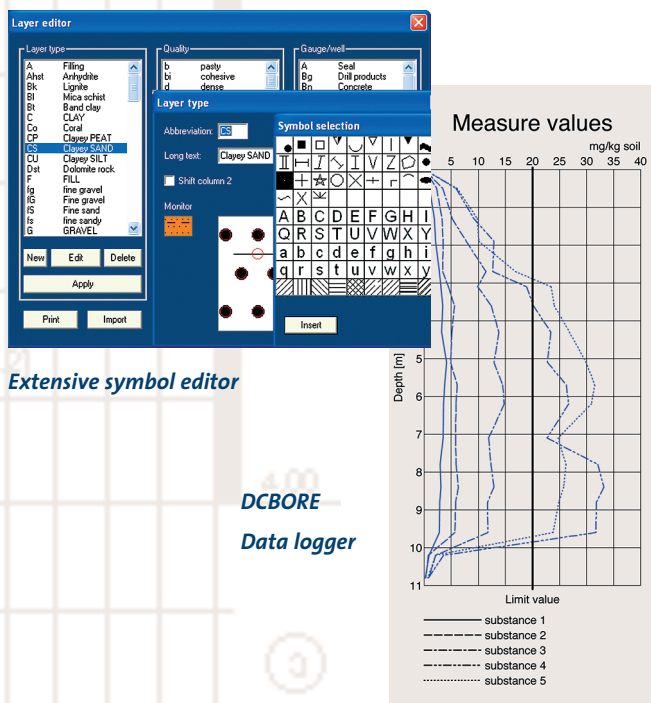 Layer editor
Layer type
A Filling
Ahst Anhydrite
Bk Lignite
Bl Mica schist
Bt Band clay
C CLAY
Co Coral
CP Clayey PEAT
CS Clayey SAND
CU Clayey SILT
Dst Dolomite rock
F FILL
fg fine gravel
fG Fine gravel
fS Fine sand
fs fine sandy
G GRAVEL
New Edit Delete
Apply
Print Import
Quality
b pasty
bi cohesive
d dense
Gauge/well
A Seal
Bg Drill products
Bn Concrete
Layer type
Abbreviation: CS
Long text: Clayey SAND
Shift column 2
Monitor
Symbol selection
I V Z
A B C D E F G H I
Q R S T U V W X Y
a b c d e f g h i
q r s t u v w x y
Insert
Extensive symbol editor
DCBORE
Data logger
Measure values
mg/kg soil
5 10 15 20 25 30 35 40
Depth [m]
5
6
7
8
9
10
11
Limit value
substance 1
substance 2
substance 3
substance 4
substance 5
4.00
3